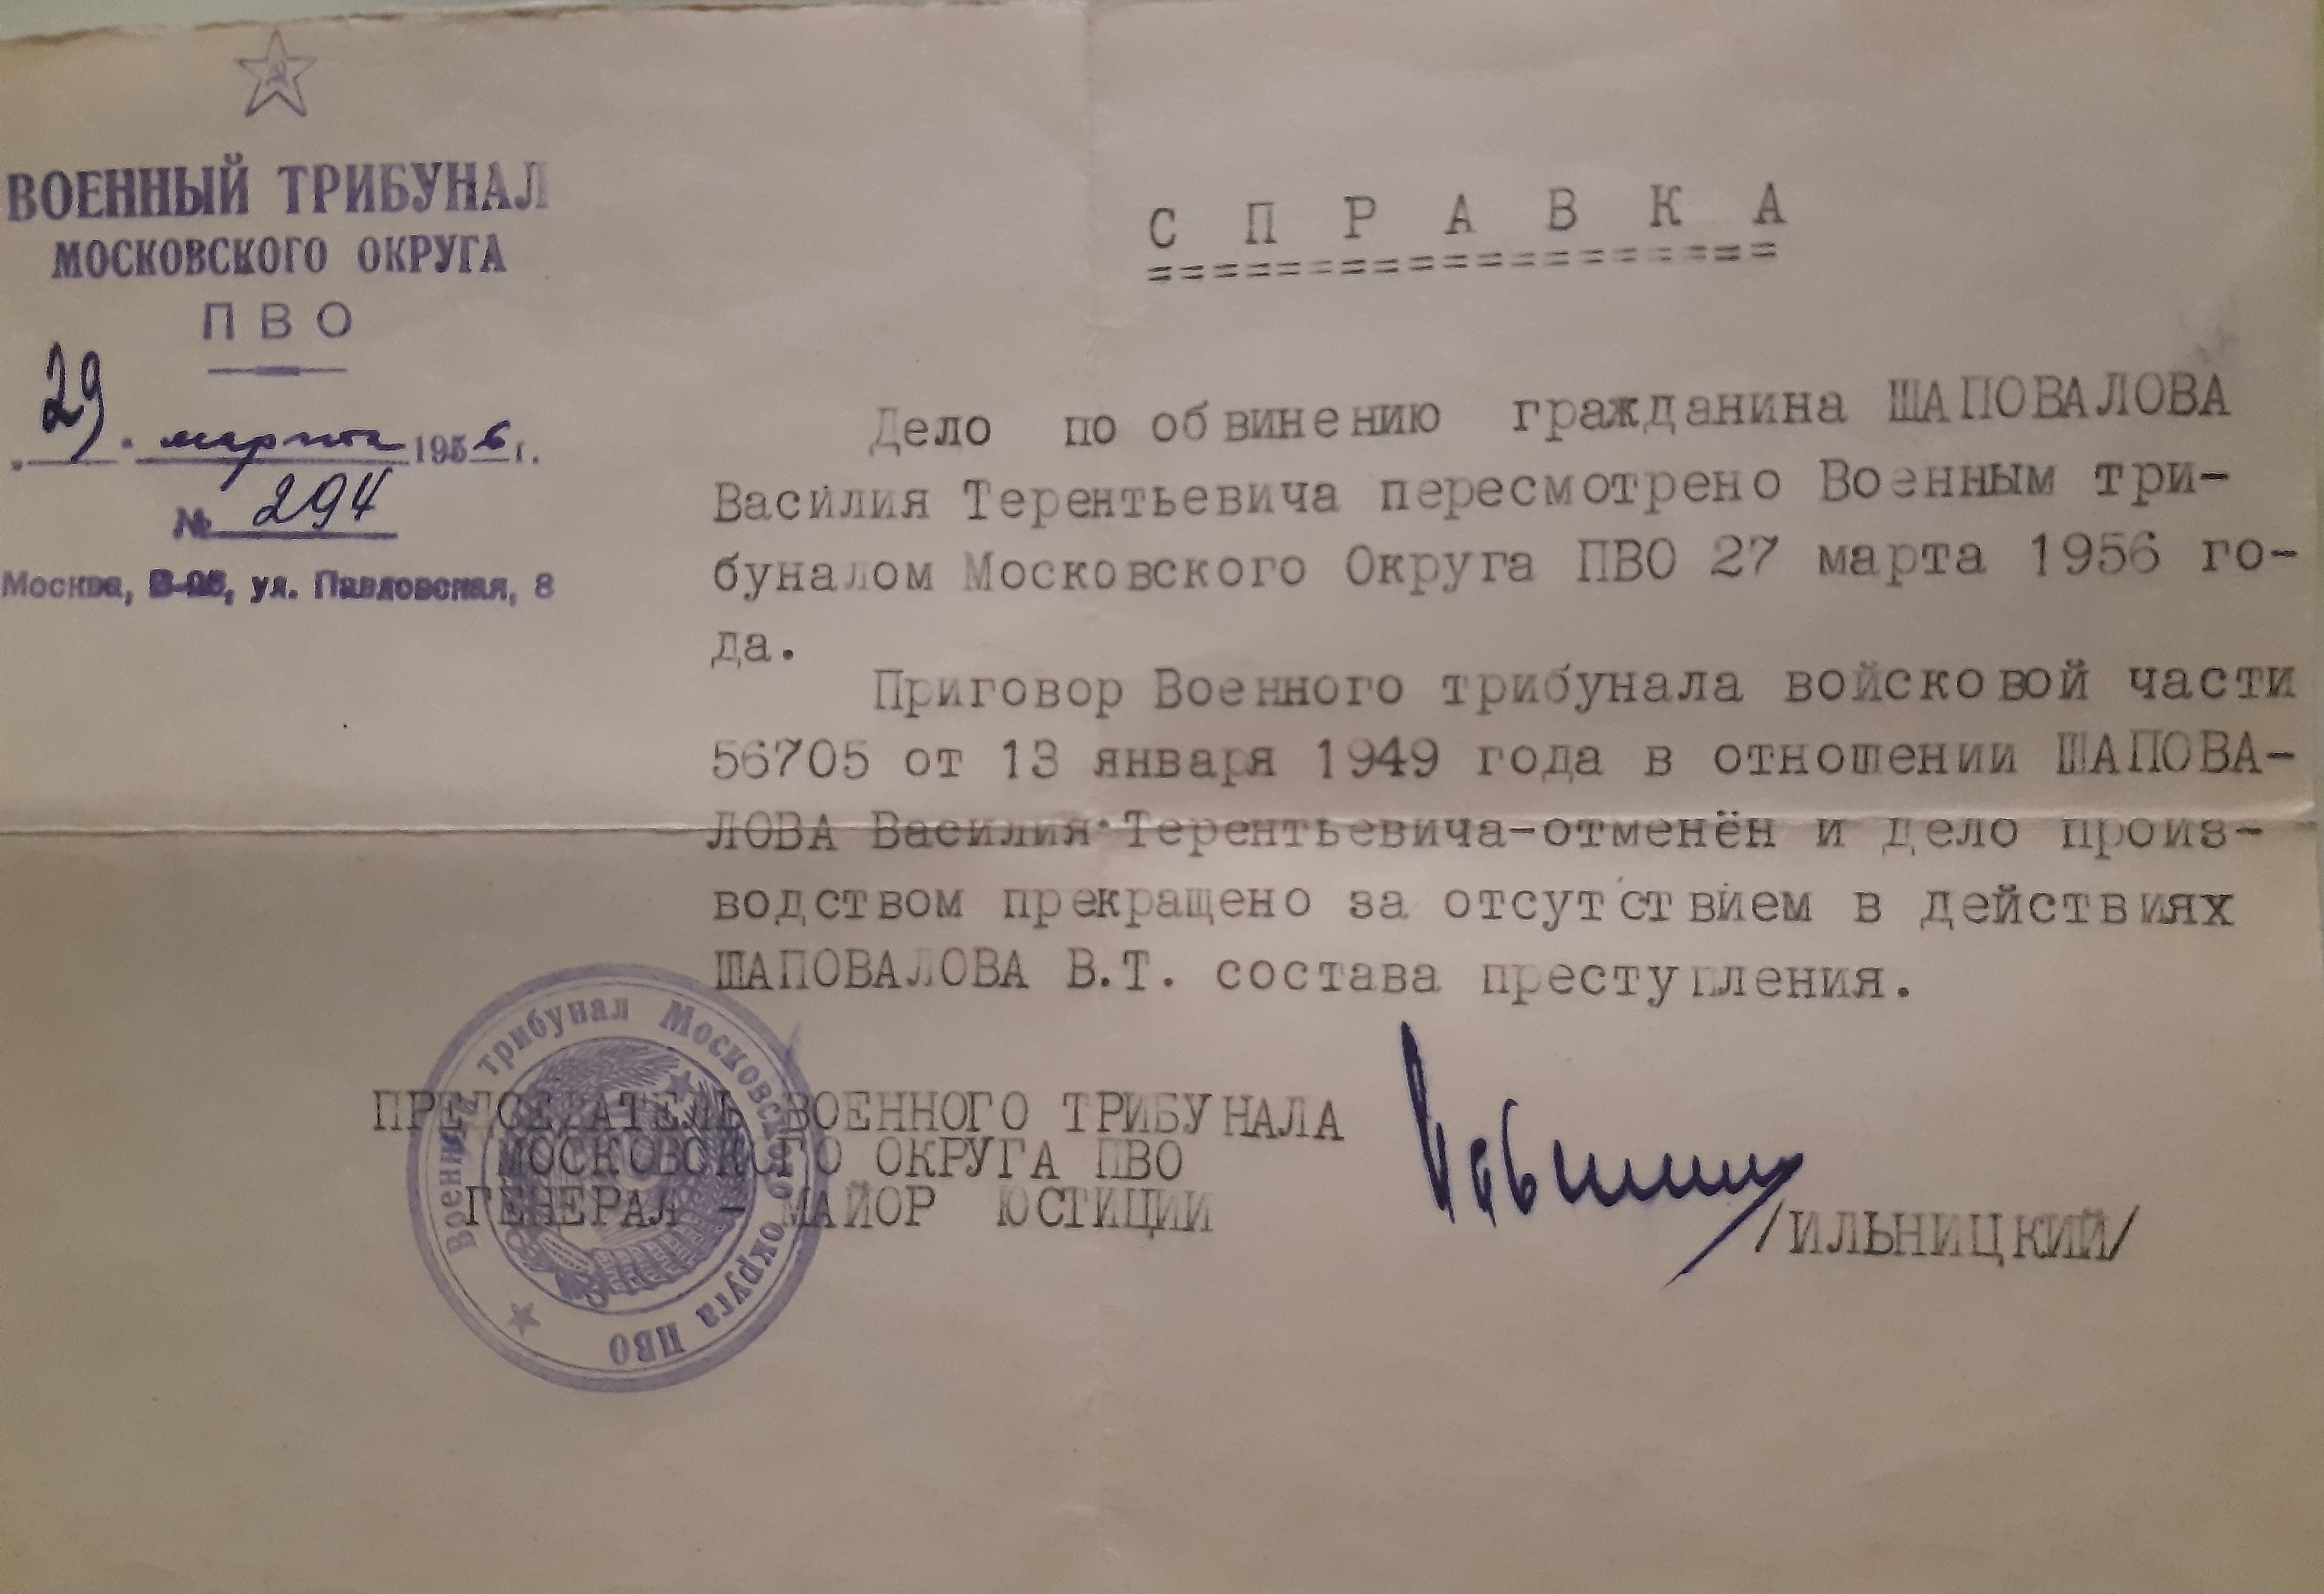 ВОЕННЫЙ ТРИБУНАЛ
МОСКОВСКОГО ОКРУГА
ПВО
„29" марта 1956 г.
№ 294
Москва, ул. Павловская, 8
СПРАВКА
Дело по обвинению гражданина ШАПОВАЛОВА
Василия Терентьевича пересмотрено Военным три-
буналом Московского Округа ПВО 27 марта 1956 го-
да.
Приговор Военного трибунала войсковой части
56705 от 13 января 1949 года в отношении ШАПОВА-
ЛОВА Василия Терентьевича-отменён и дело произ-
водством прекращено за отсутствием в действиях
ШАПОВАЛОВА В.Т. состава преступления.
ПРЕДСЕДАТЕЛЬ ВОЕННОГО ТРИБУНАЛА
МОСКОВСКОГО ОКРУГА ПВО
ГЕНЕРАЛ - МАЙОР ЮСТИЦИИ
/ИЛЬНИЦКИЙ/
Военный трибунал Московского округа ПВО